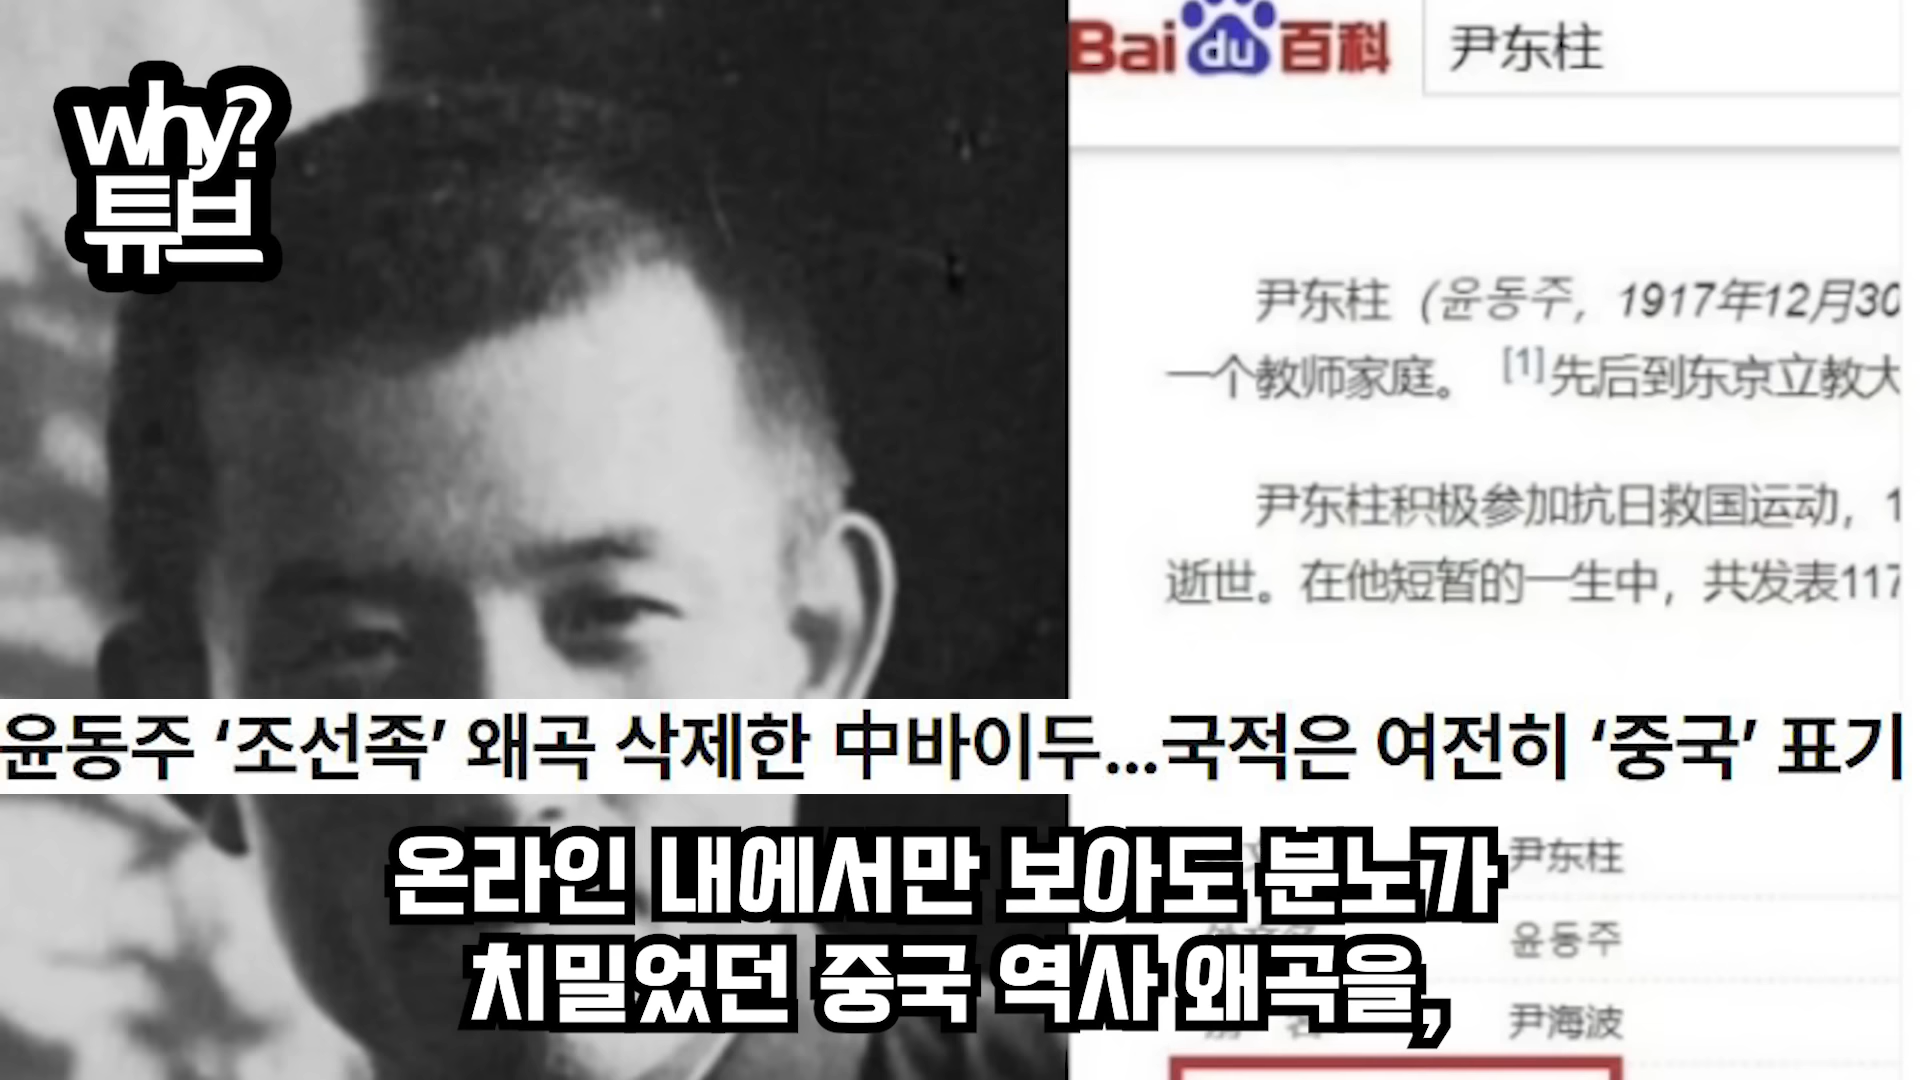 why?
튜브
Bai du 百科
尹东柱
尹东柱 (윤동주, 1917年12月30
一个教师家庭。 [1] 先后到东京立教大
尹东柱积极参加抗日救国运动，1
逝世。在他短暂的一生中，共发表117
윤동주 ‘조선족’ 왜곡 삭제한 中바이두...국적은 여전히 ‘중국’ 표기
尹东柱
온라인 내에서만 보아도 분노가
윤동주
치밀었던 중국 역사 왜곡을,
尹海波